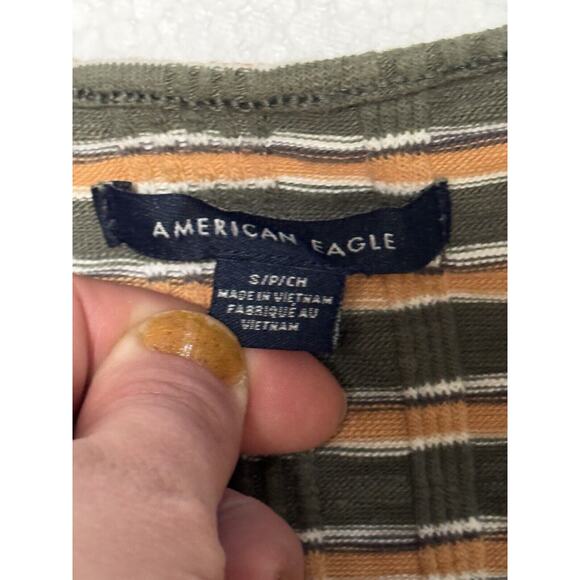 AMERICAN EAGLE
S/P/CH
MADE IN VIETNAM
FABRIQUÉ AU
VIETNAM